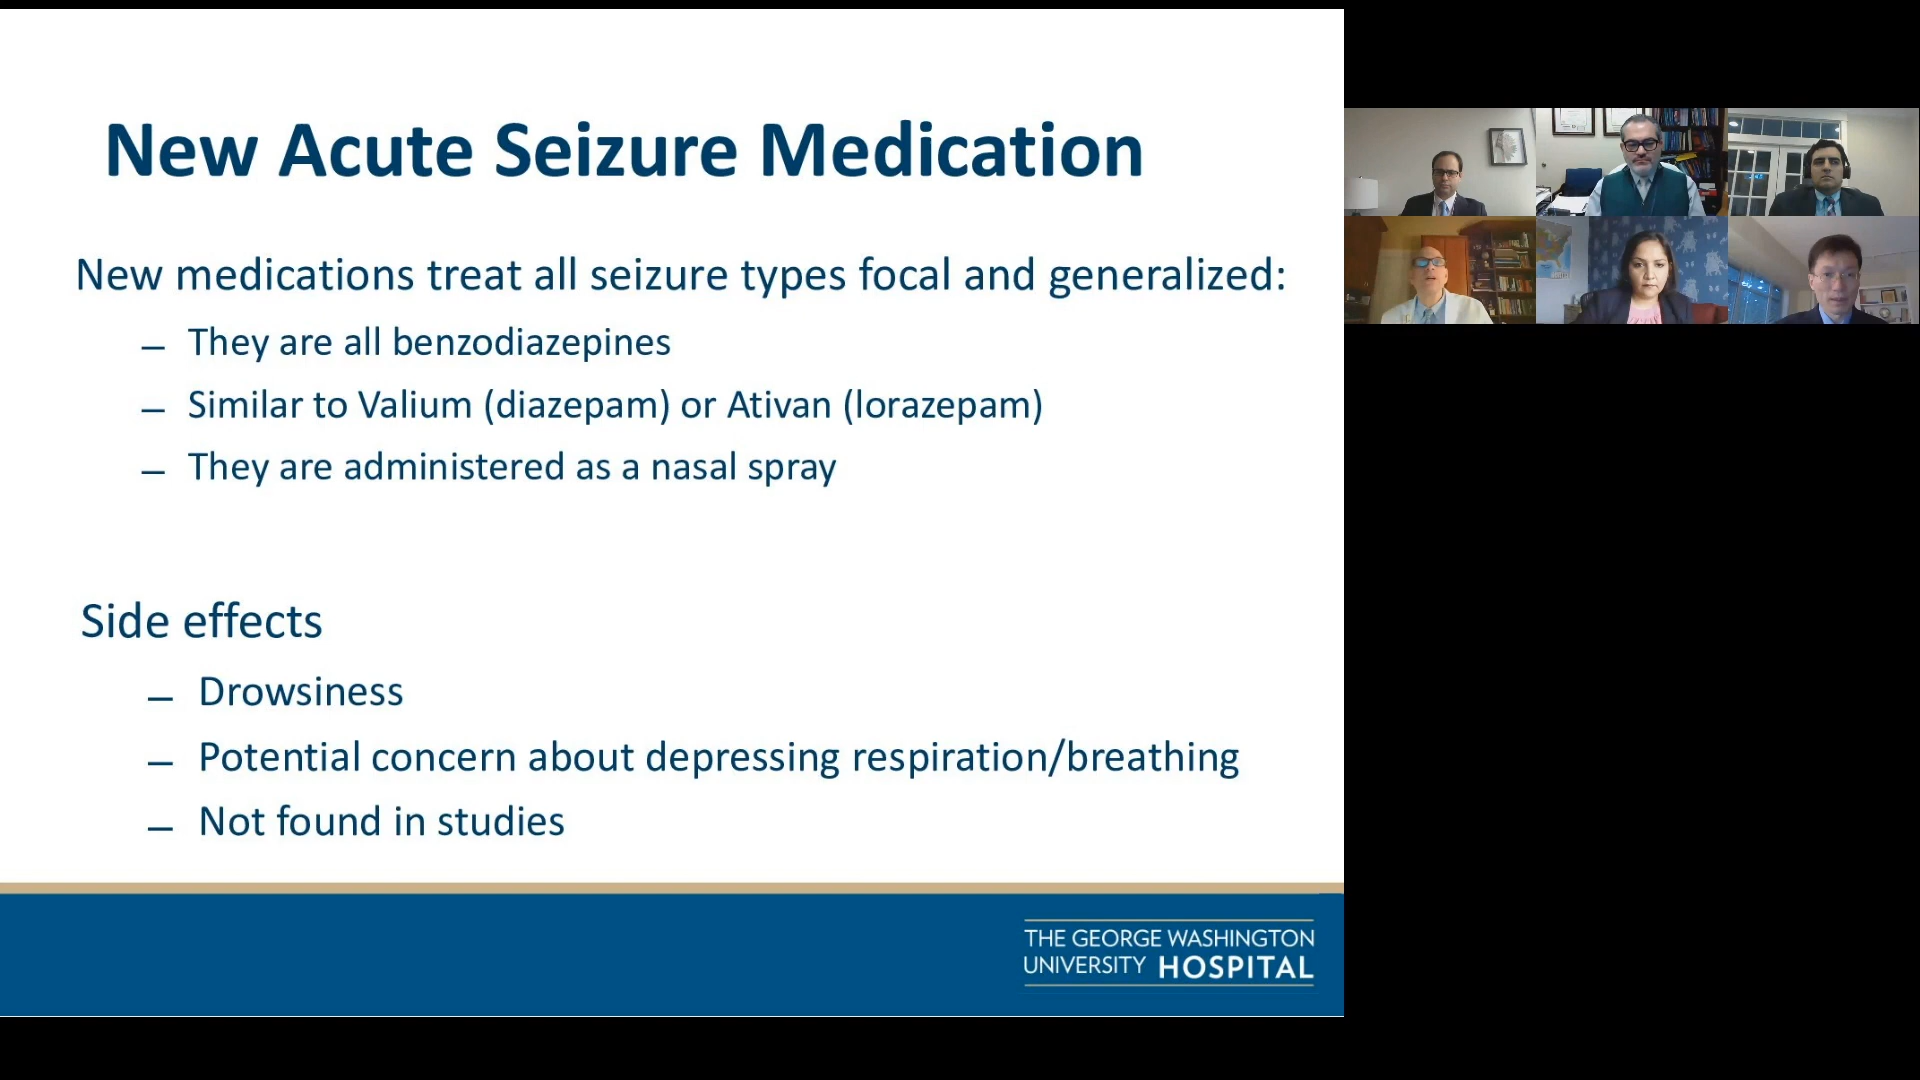 New Acute Seizure Medication
New medications treat all seizure types focal and generalized:
– They are all benzodiazepines
– Similar to Valium (diazepam) or Ativan (lorazepam)
– They are administered as a nasal spray
Side effects
– Drowsiness
– Potential concern about depressing respiration/breathing
– Not found in studies
THE GEORGE WASHINGTON
UNIVERSITY HOSPITAL